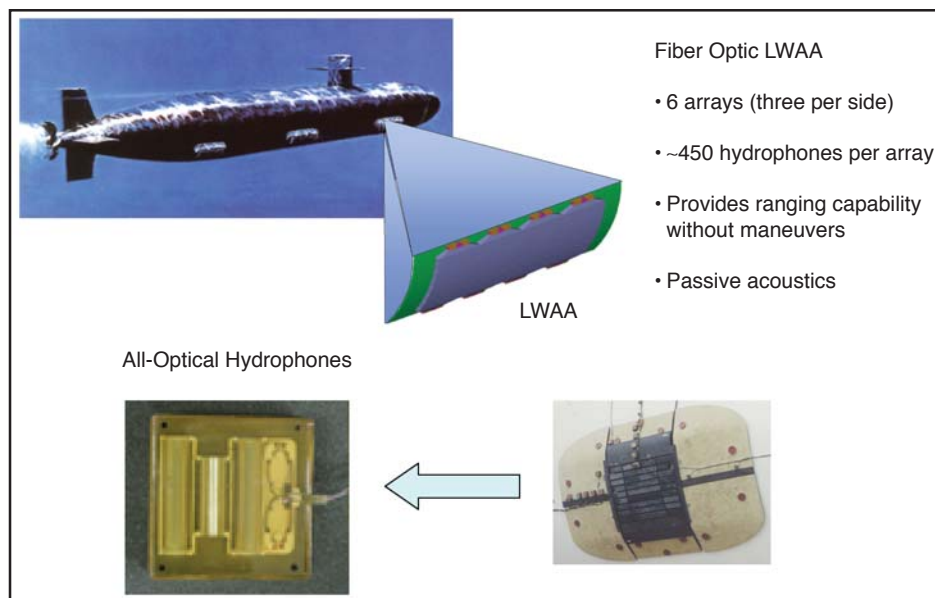 Fiber Optic LWAA
• 6 arrays (three per side)
• ~450 hydrophones per array
• Provides ranging capability
without maneuvers
• Passive acoustics
LWAA
All-Optical Hydrophones